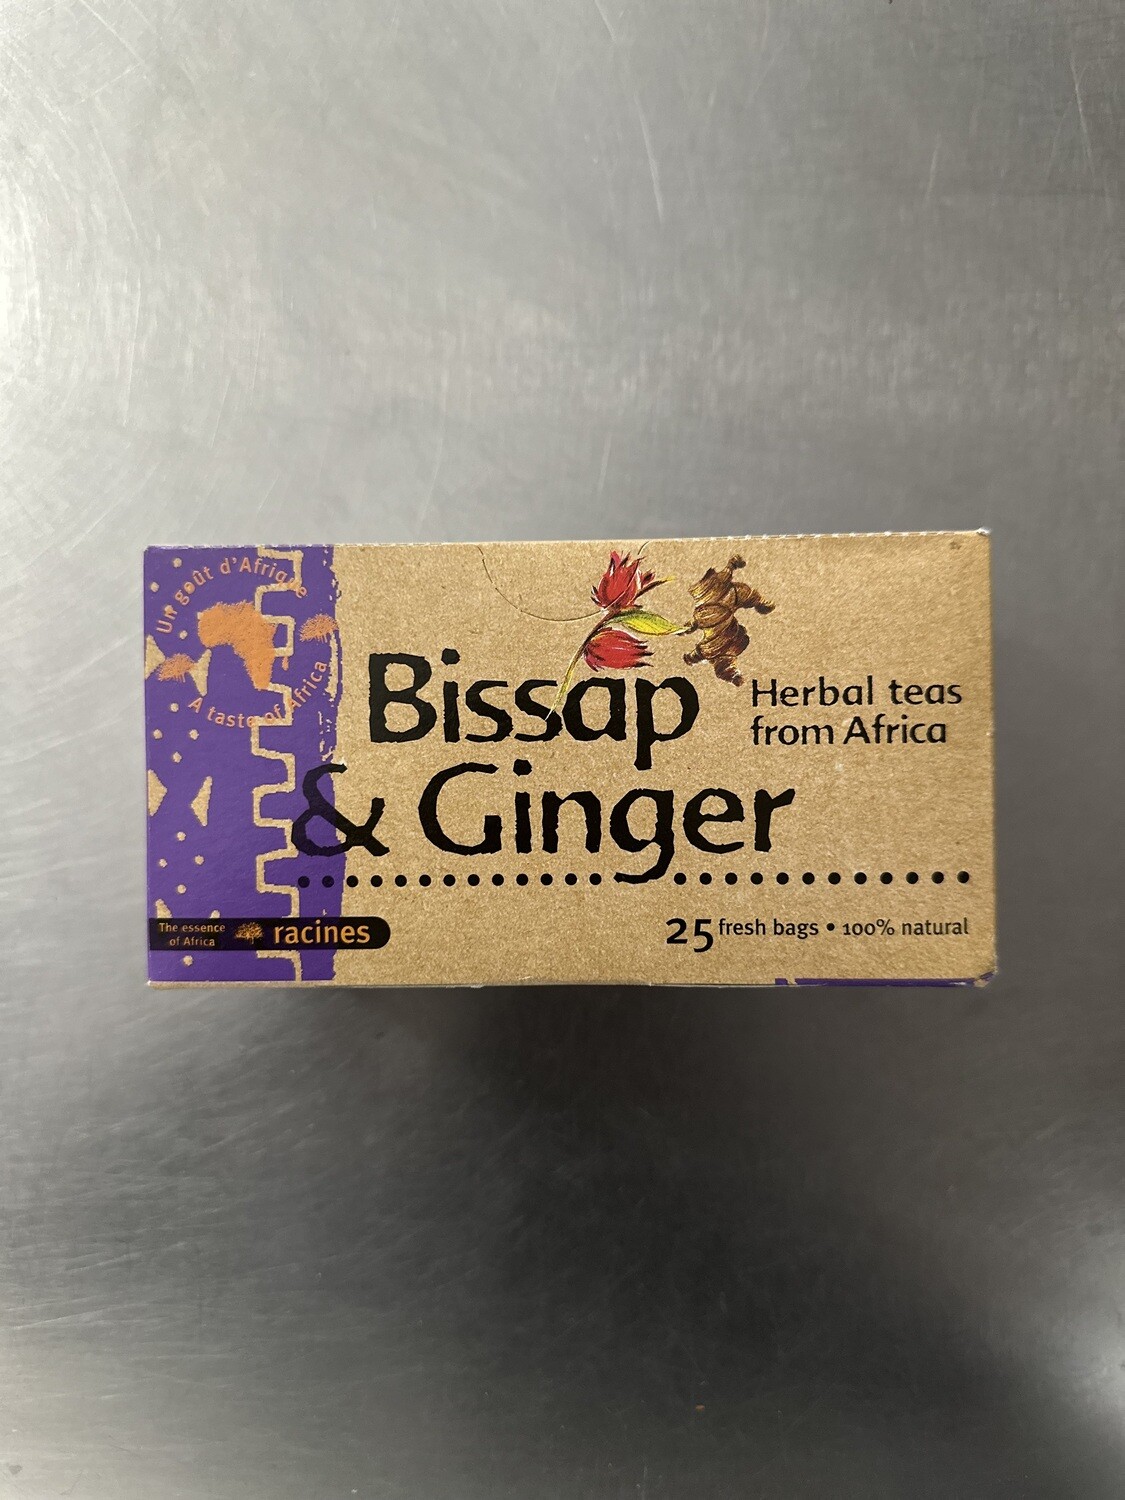 Un goût d'Afrique
A taste of Africa
Bissap
& Ginger
Herbal teas
from Africa
The essence
of Africa
racines
25 fresh bags • 100% natural